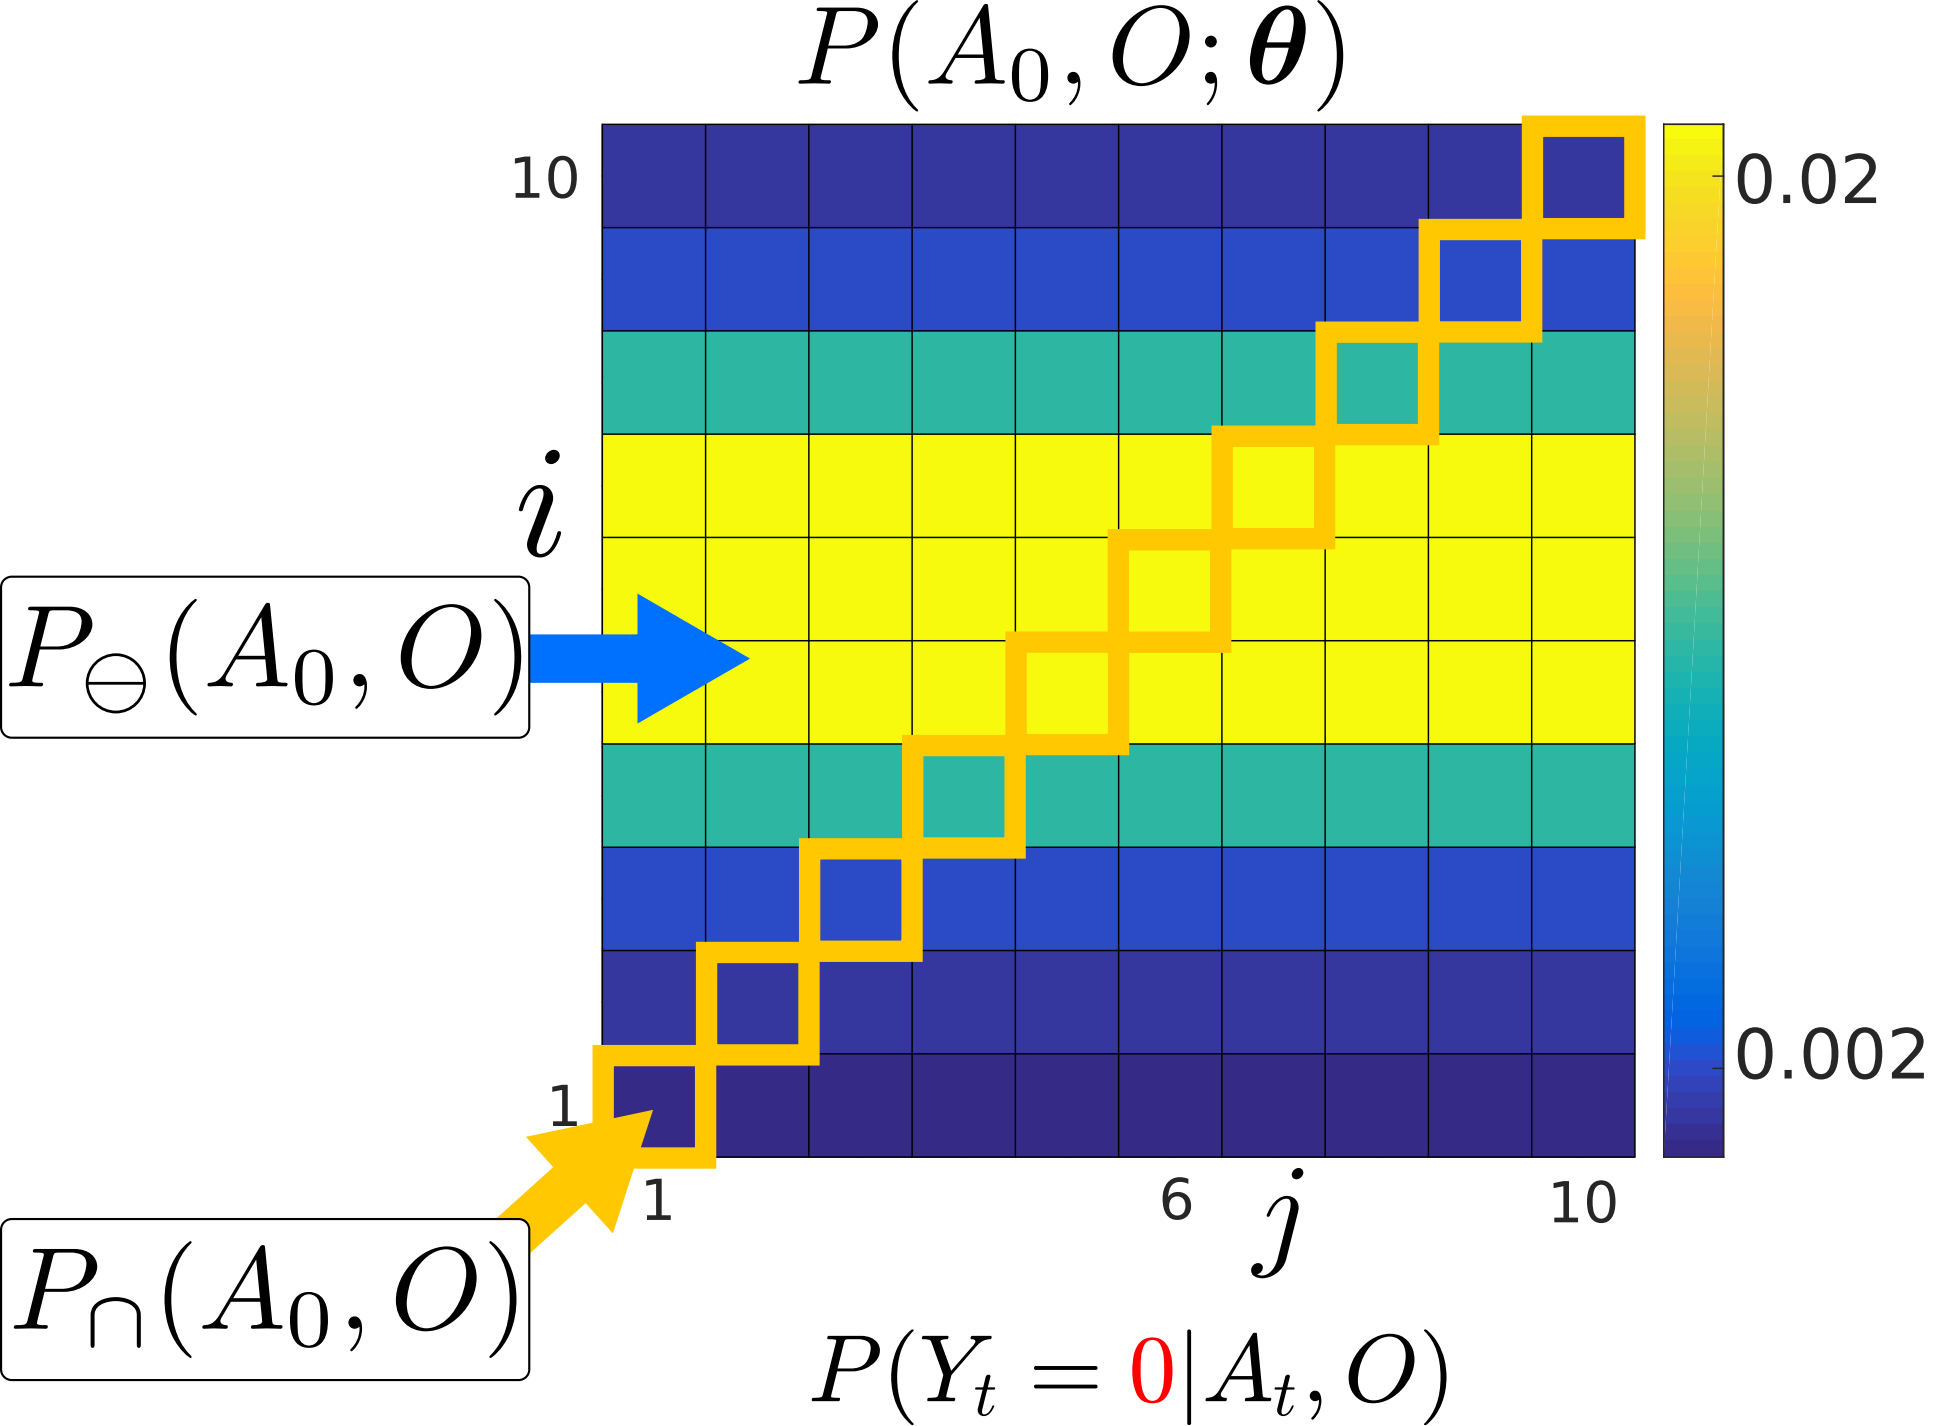 P(A₀, O; θ)
10
0.02
i
P⊖(A₀, O)
0.002
1
1 6 j 10
P∩(A₀, O)
P(Yₜ = 0|Aₜ, O)